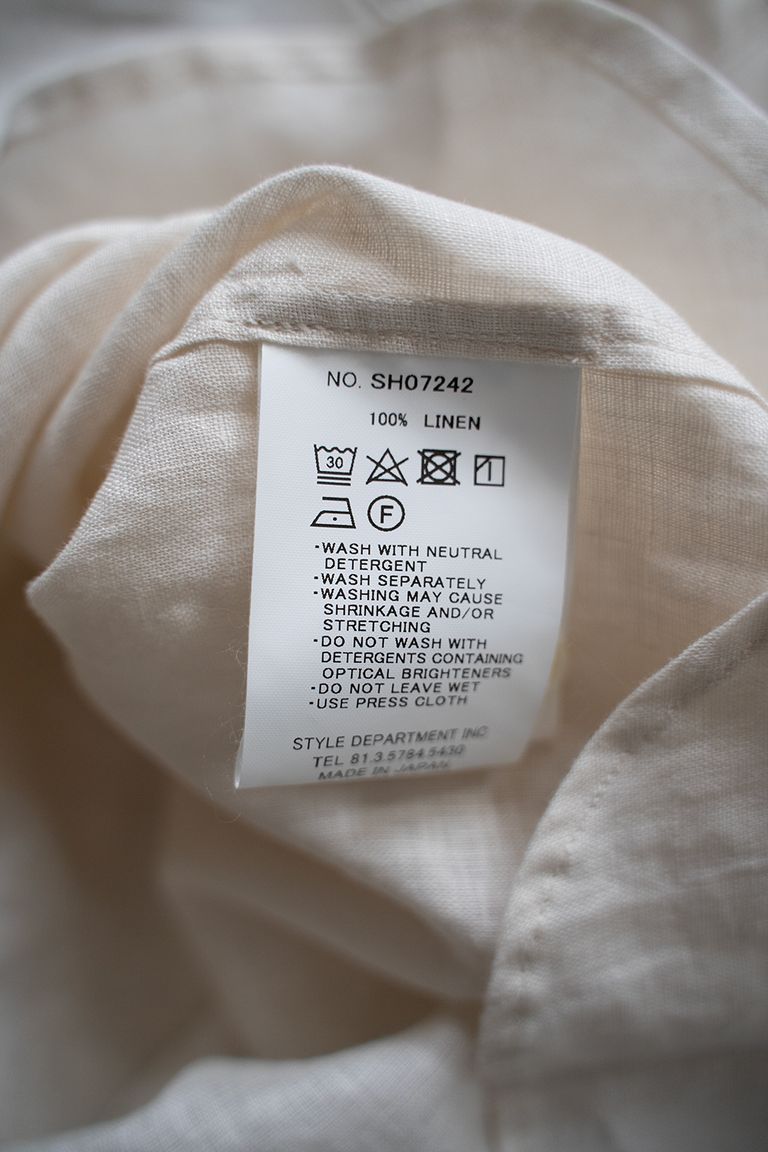 NO. SH07242
100% LINEN
30
F
-WASH WITH NEUTRAL
DETERGENT
-WASH SEPARATELY
-WASHING MAY CAUSE
SHRINKAGE AND/OR
STRETCHING
-DO NOT WASH WITH
DETERGENTS CONTAINING
OPTICAL BRIGHTENERS
-DO NOT LEAVE WET
-USE PRESS CLOTH
STYLE DEPARTMENT INC
TEL 81.3.5784.5430
MADE IN JAPAN